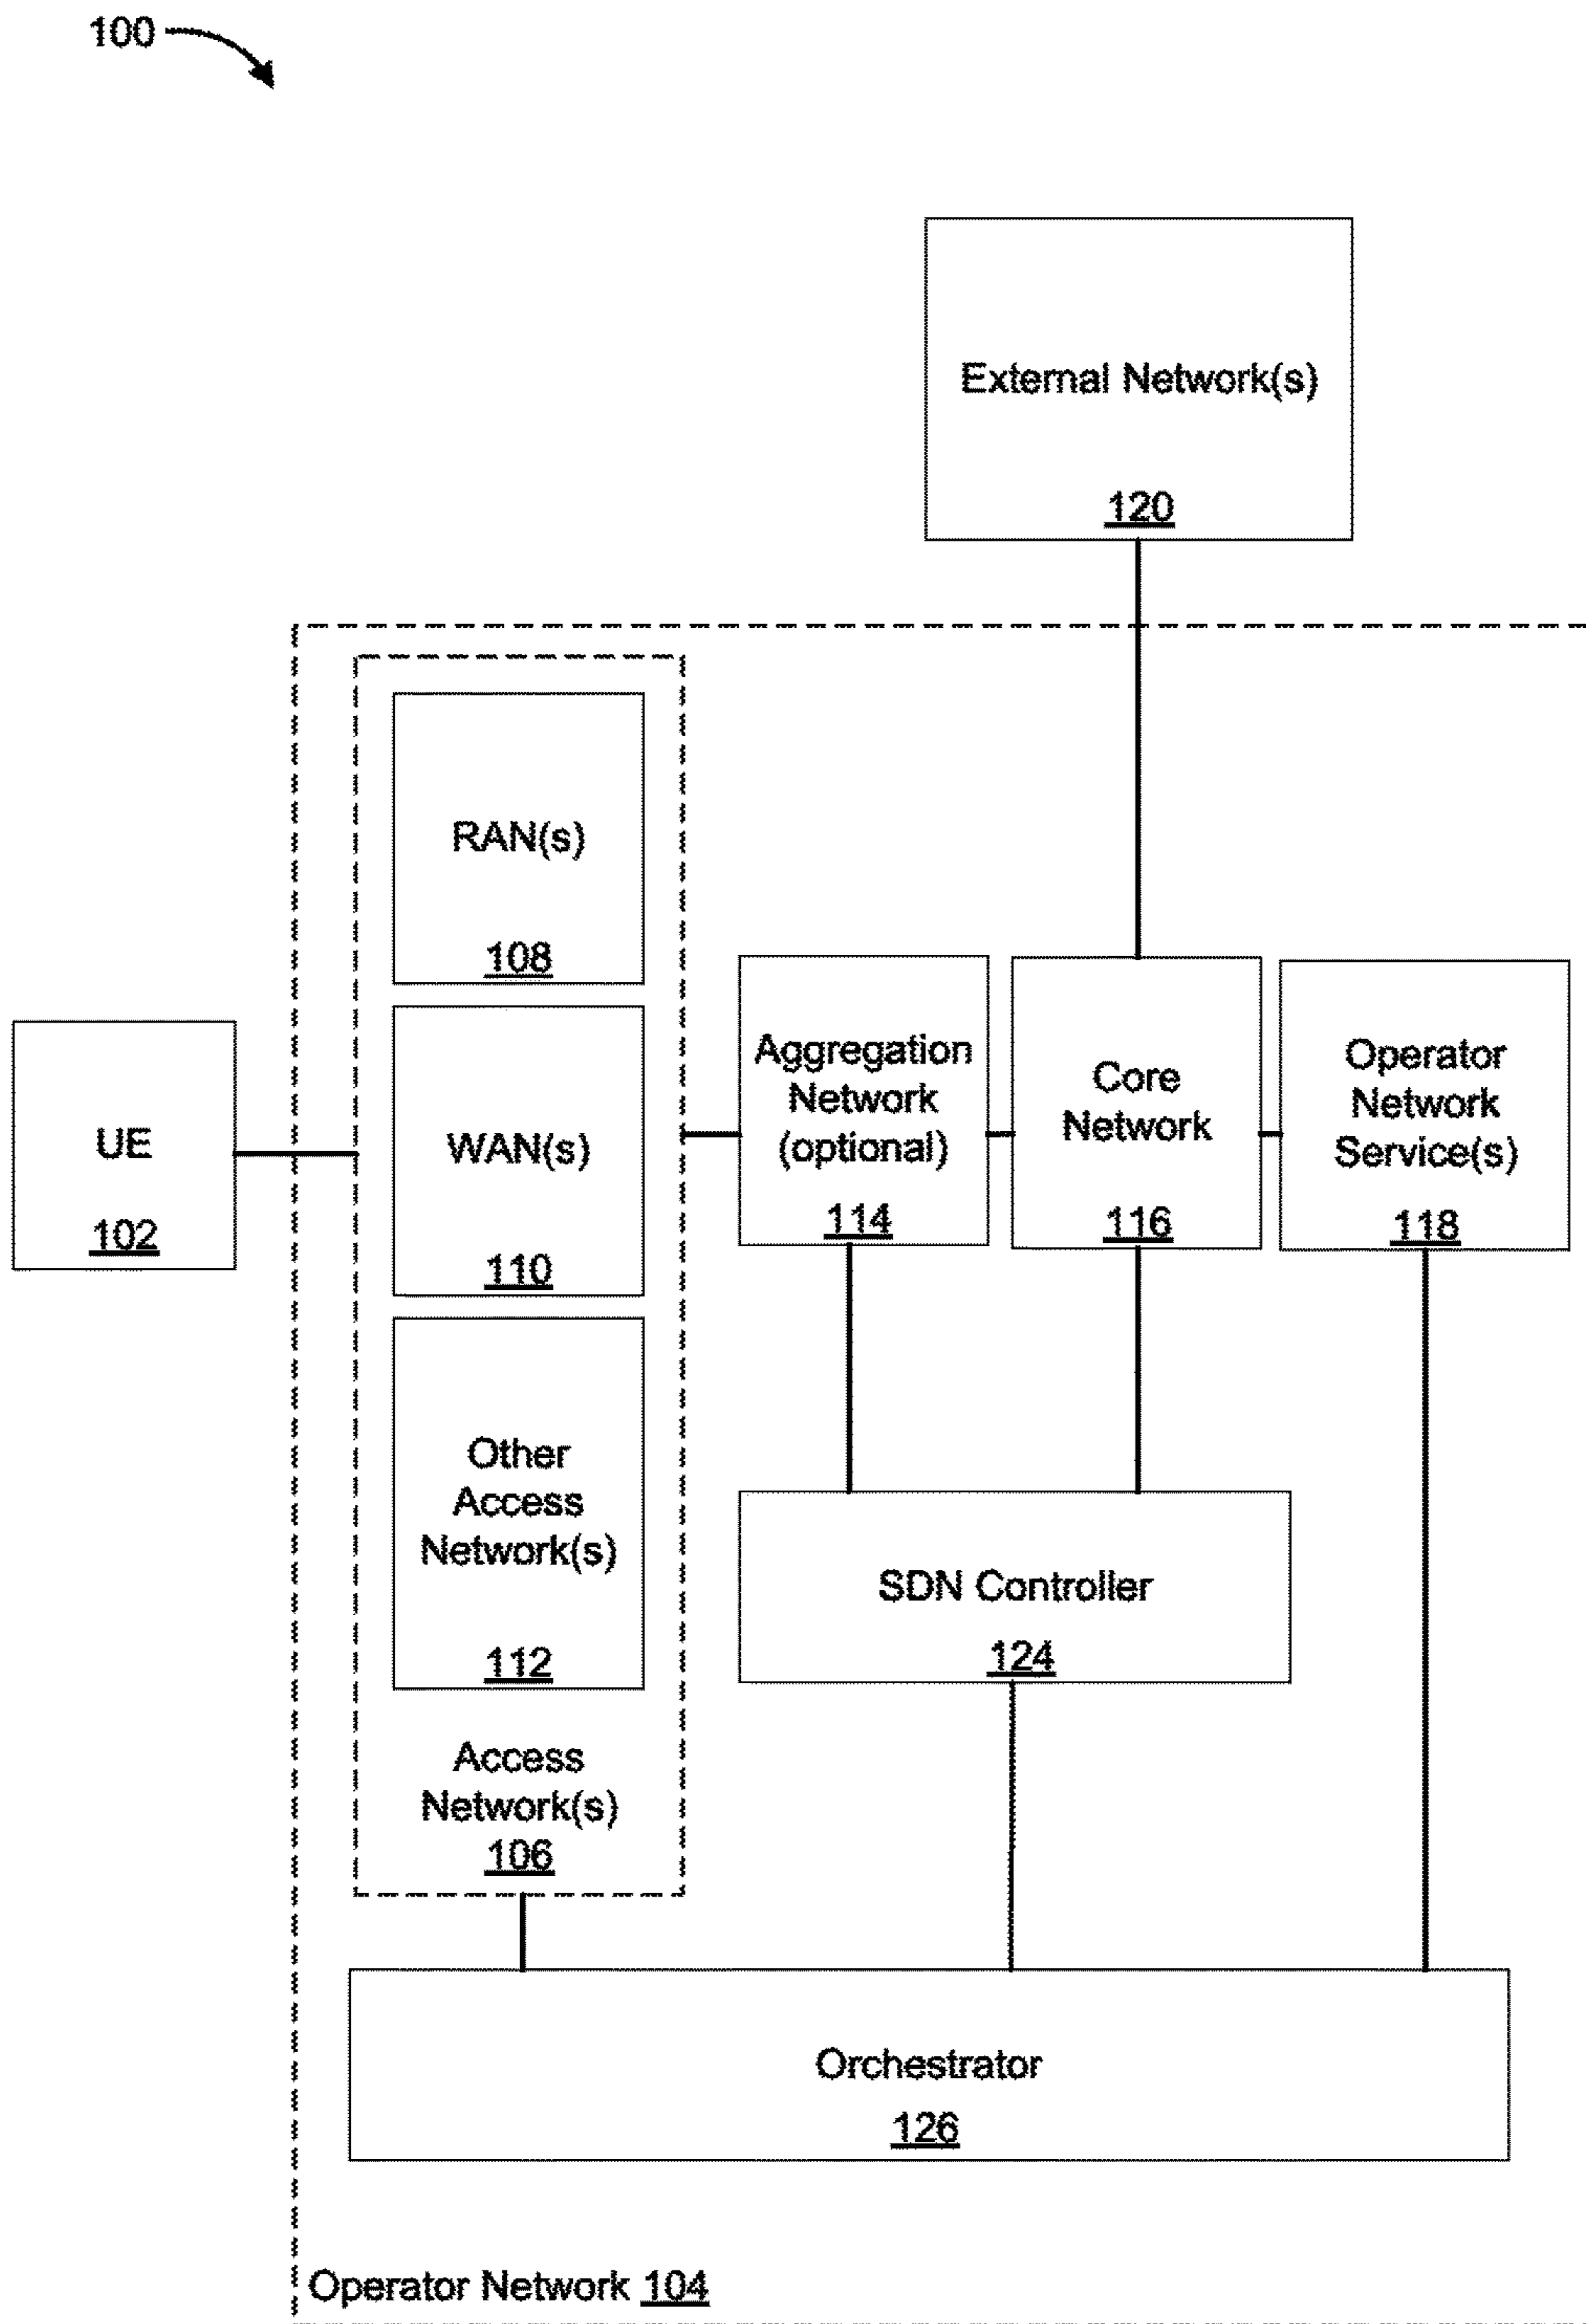 100
External Network(s)
120
RAN(s)
108
WAN(s)
110
Other
Access
Network(s)
112
Access
Network(s)
106
UE
102
Aggregation
Network
(optional)
114
Core
Network
116
Operator
Network
Service(s)
118
SDN Controller
124
Orchestrator
126
Operator Network 104